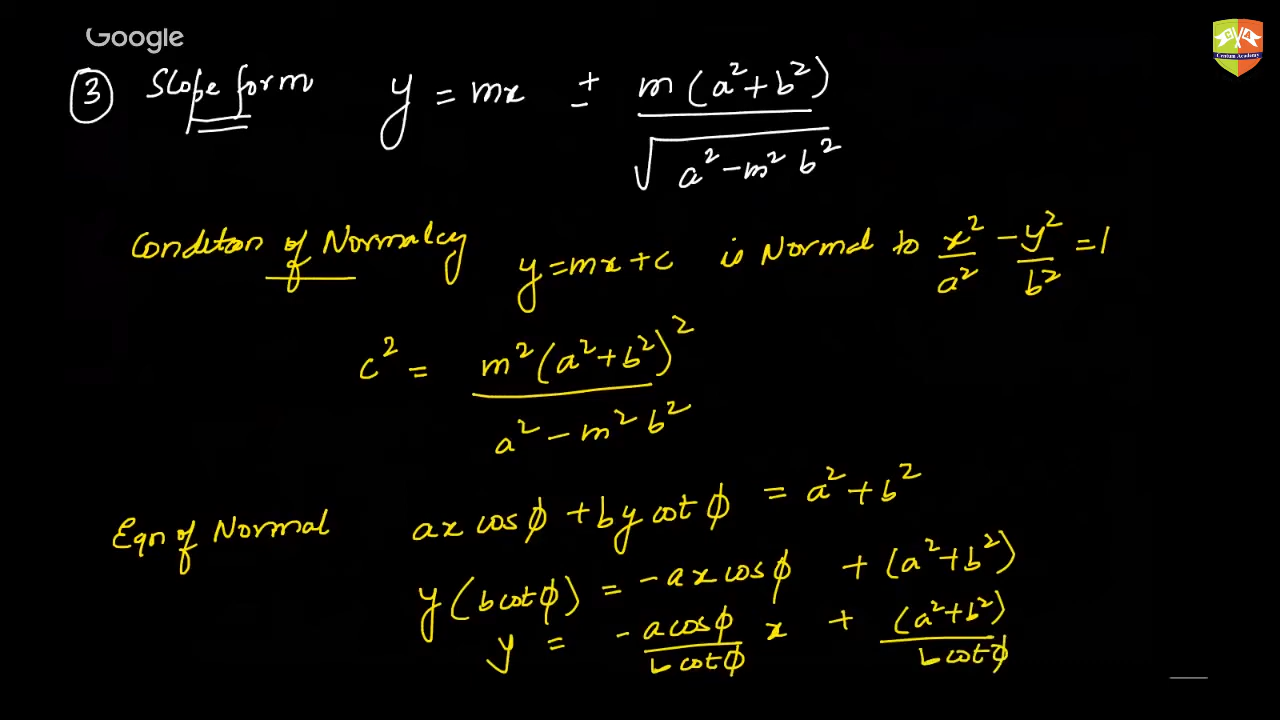 Google
Centum Academy
③ Slope form y = mx ± m(a²+b²)/√(a²-m²b²)
Condition of Normalcy y=mx+c is Normal to x²/a² - y²/b² = 1
c² = m²(a²+b²)²/(a²-m²b²)
Eqn of Normal ax cosϕ + by cotϕ = a²+b²
y(b cotϕ) = -ax cosϕ + (a²+b²)
y = -a cosϕ/b cotϕ x + (a²+b²)/b cotϕ